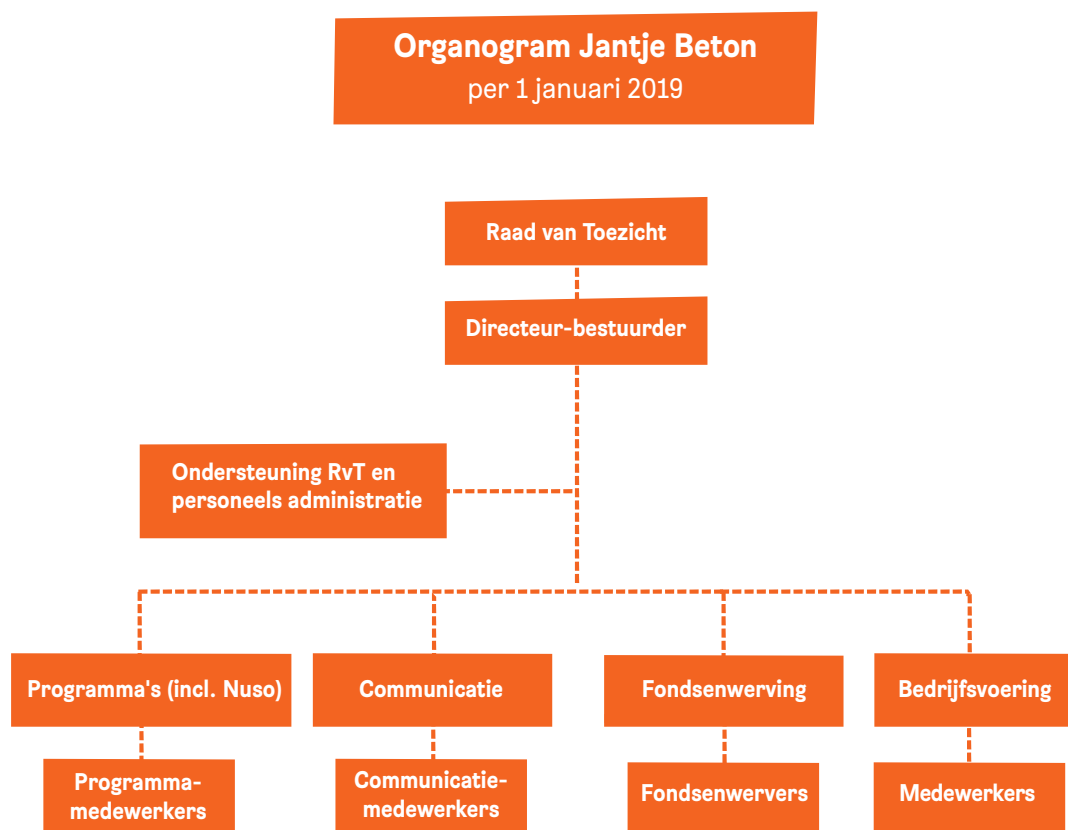 Organogram Jantje Beton
per 1 januari 2019
Raad van Toezicht
Directeur-bestuurder
Ondersteuning RvT en
personeels administratie
Programma's (incl. Nuso)
Communicatie
Fondsenwerving
Bedrijfsvoering
Programma-
medewerkers
Communicatie-
medewerkers
Fondsenwervers
Medewerkers